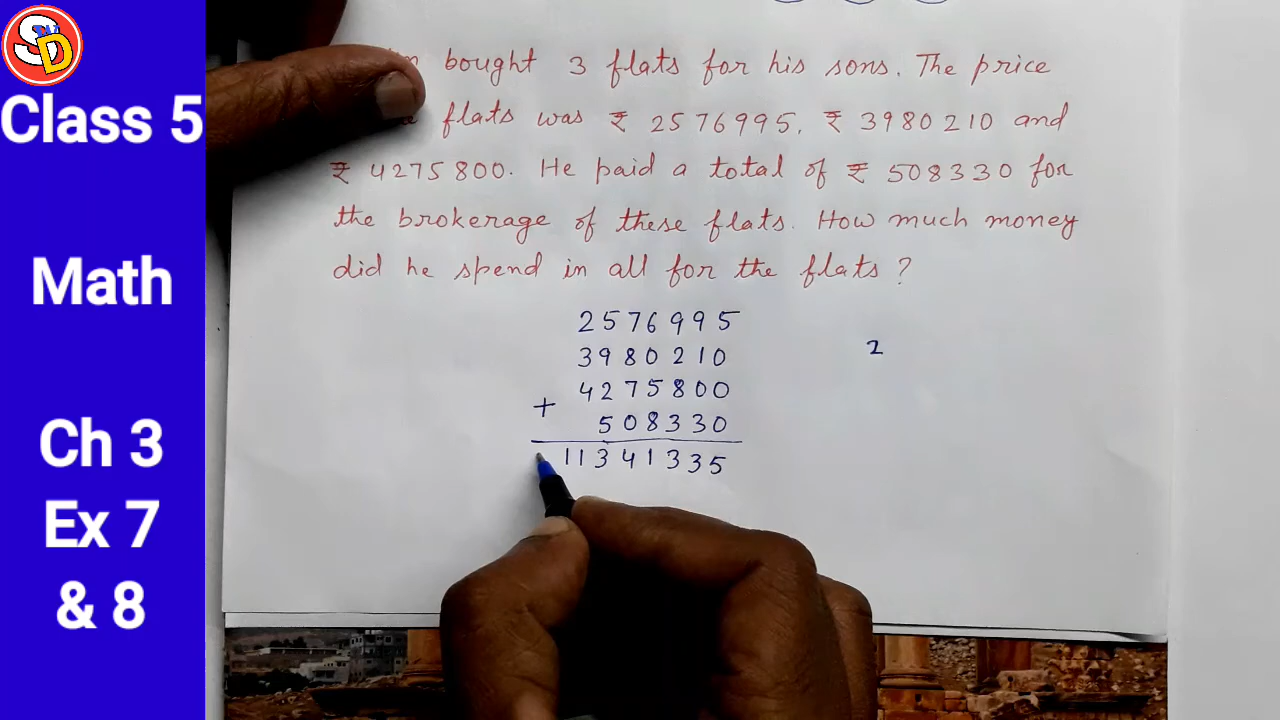 SD
Class 5
Math
Ch 3
Ex 7
& 8
bought 3 flats for his sons. The price
flats was ₹ 2576995, ₹ 3980210 and
₹ 4275800. He paid a total of ₹ 508330 for
the brokerage of these flats. How much money
did he spend in all for the flats ?
2576995
3980210
4275800
+ 508330
11341335
2